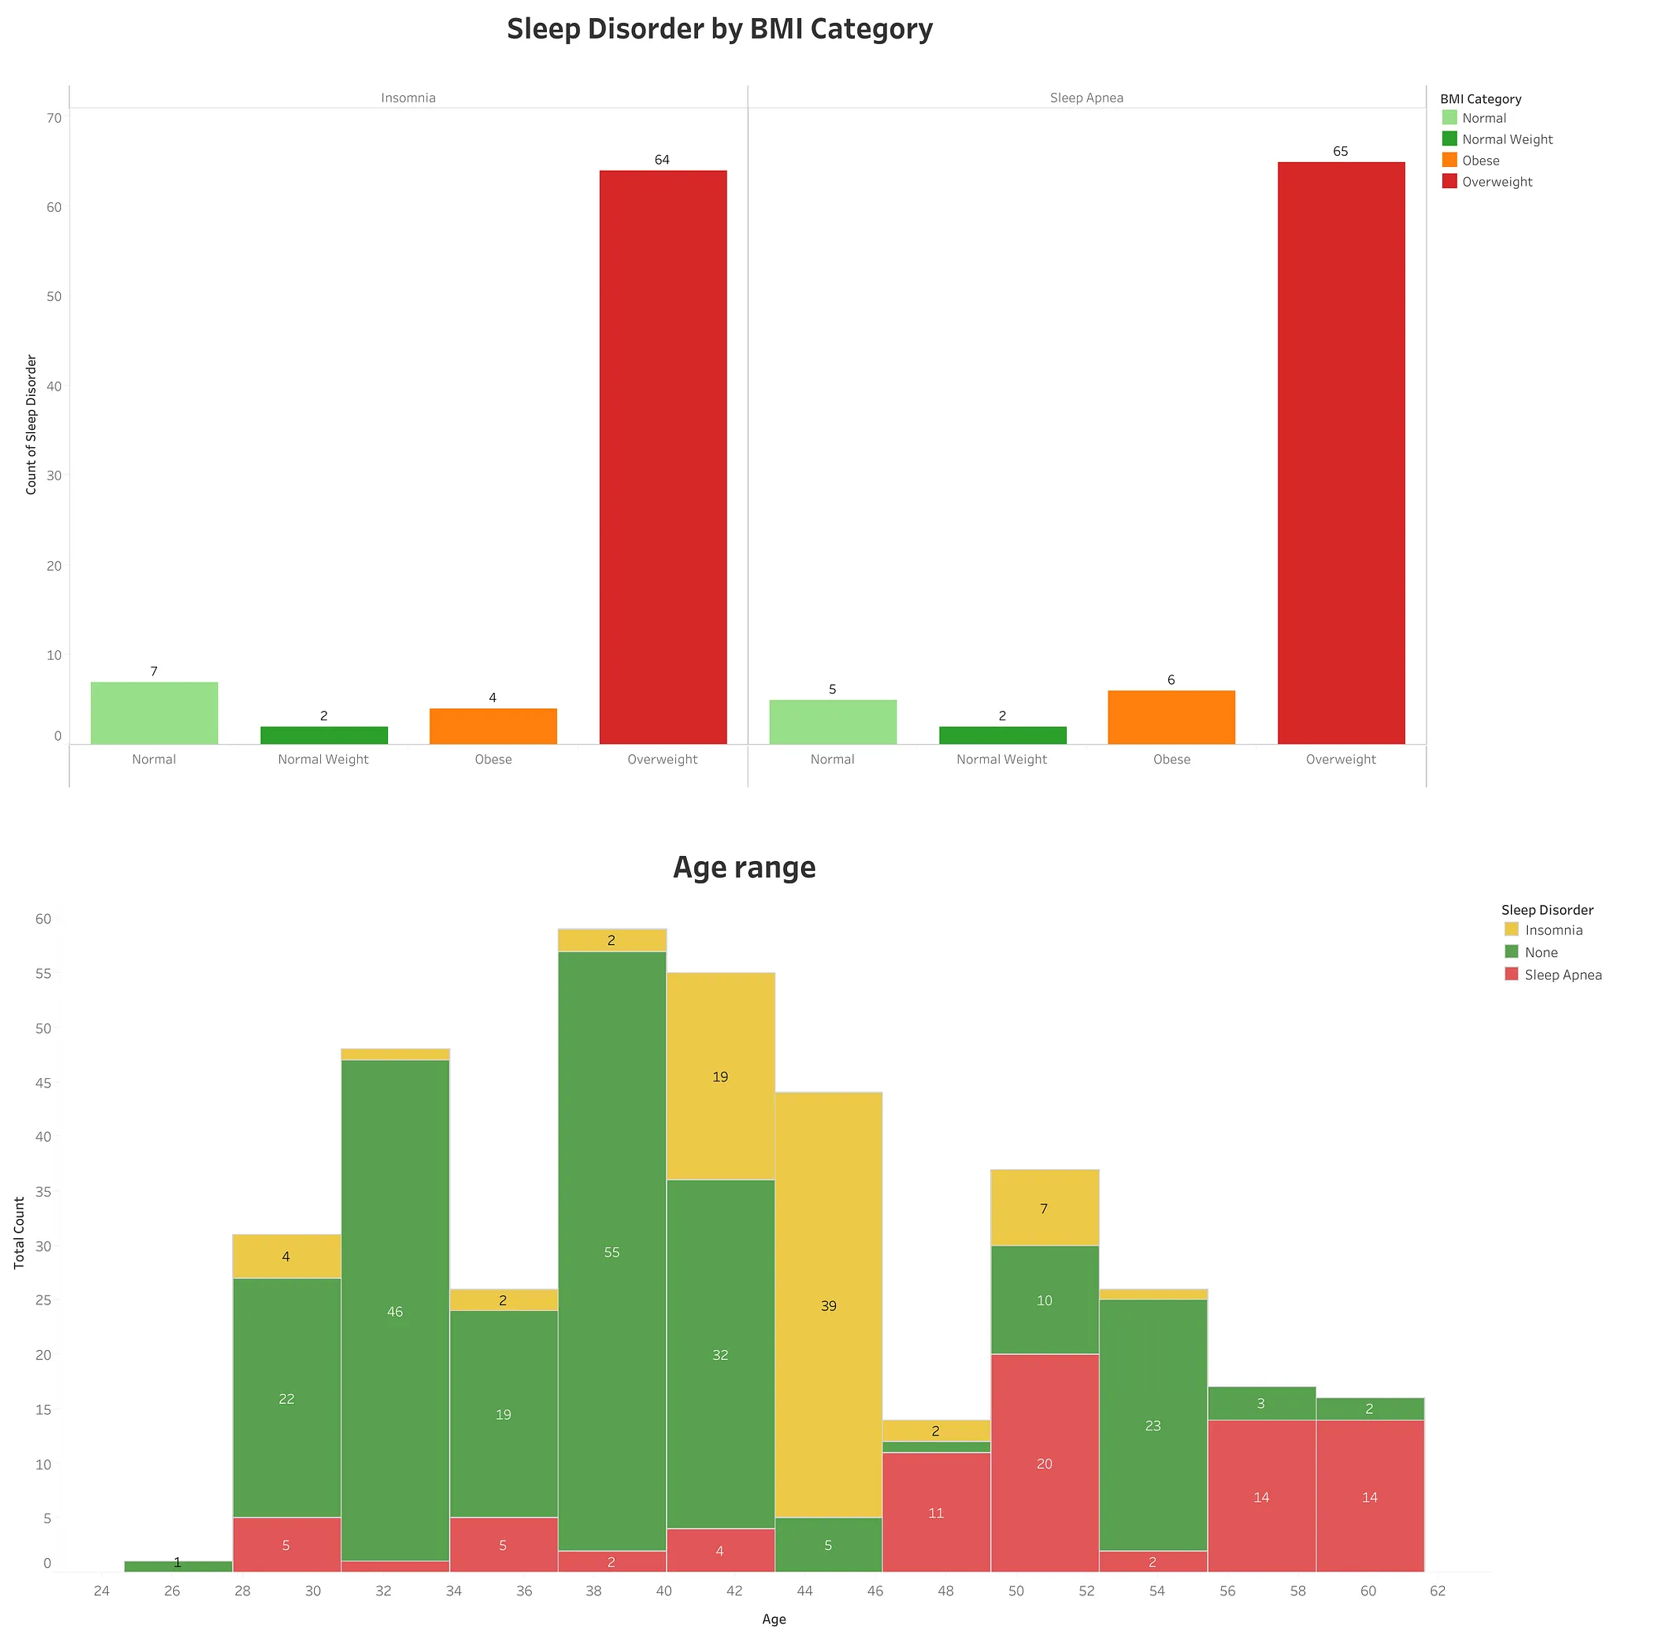 Sleep Disorder by BMI Category
Insomnia
Sleep Apnea
BMI Category
Normal
Normal Weight
Obese
Overweight
Count of Sleep Disorder
70
60
50
40
30
20
10
0
7
2
4
64
5
2
6
65
Normal
Normal Weight
Obese
Overweight
Normal
Normal Weight
Obese
Overweight
Age range
Sleep Disorder
Insomnia
None
Sleep Apnea
Total Count
60
55
50
45
40
35
30
25
20
15
10
5
0
1
4
22
5
46
2
19
5
2
55
2
19
32
4
39
5
2
11
7
10
20
23
2
3
14
2
14
24 26 28 30 32 34 36 38 40 42 44 46 48 50 52 54 56 58 60 62
Age